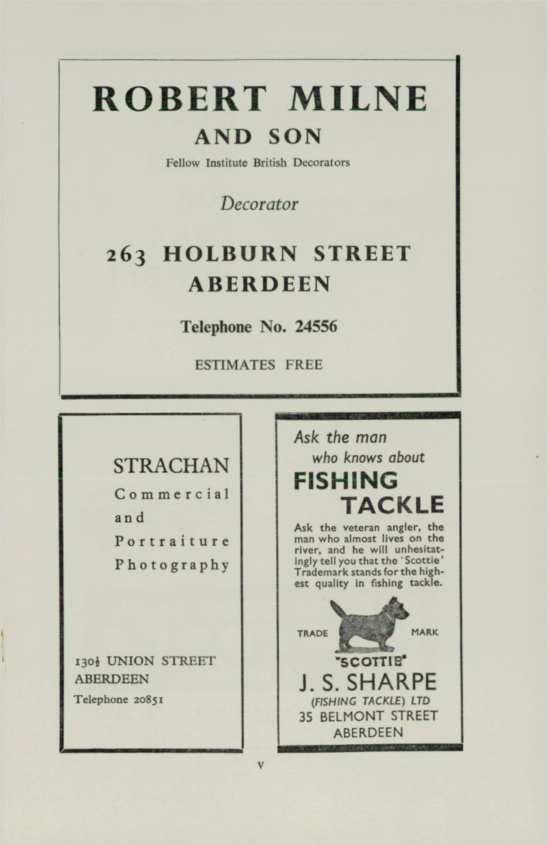 ROBERT MILNE
AND SON
Fellow Institute British Decorators
Decorator
263 HOLBURN STREET
ABERDEEN
Telephone No. 24556
ESTIMATES FREE
STRACHAN
Commercial
and
Portraiture
Photography
130½ UNION STREET
ABERDEEN
Telephone 20851
Ask the man
who knows about
FISHING
TACKLE
Ask the veteran angler, the
man who almost lives on the
river, and he will unhesitat-
ingly tell you that the 'Scottie'
Trademark stands for the high-
est quality in fishing tackle.
TRADE MARK
"SCOTTIE"
J. S. SHARPE
(FISHING TACKLE) LTD
35 BELMONT STREET
ABERDEEN
v